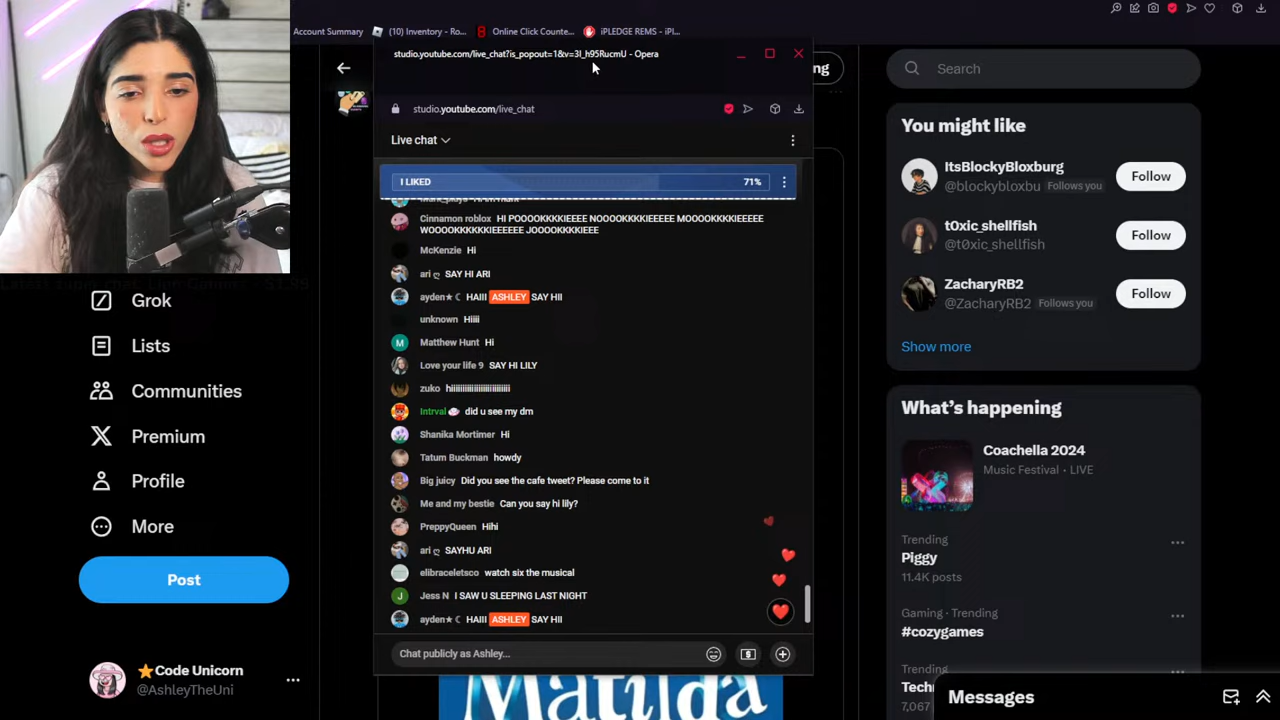 Account Summary
(10) Inventory - Ro...
Online Click Counte...
iPLEDGE REMS - iPl...
studio.youtube.com/live_chat?is_popout=1&v=3l_h95RucmU - Opera
ng
Search
studio.youtube.com/live_chat
You might like
Live chat
ItsBlockyBloxburg
@blockybloxbu Follows you
Follow
I LIKED 71%
Cinnamon roblox HI POOOOKKKKIEEEE NOOOOKKKKIEEEEE MOOOOKKKIEEEEE
WOOOOKKKKKKIEEEEEE JOOOOKKKKIEEE
t0xic_shellfish
@t0xic_shellfish
Follow
McKenzie Hi
ari ღ SAY HI ARI
ZacharyRB2
@ZacharyRB2 Follows you
Follow
ayden★☾ HAIII ASHLEY SAY HII
Grok
unknown Hiiii
Lists
M Matthew Hunt Hi
Show more
Love your life 9 SAY HI LILY
Communities
zuko
Intrval did u see my dm
What's happening
Premium
Shanika Mortimer Hi
Coachella 2024
Music Festival · LIVE
Tatum Buckman howdy
Profile
Big juicy Did you see the cafe tweet? Please come to it
Me and my bestie Can you say hi lily?
More
PreppyQueen Hihi
Trending
Piggy
11.4K posts
ari ღ SAYHU ARI
Post
elibraceletsco watch six the musical
J Jess N I SAW U SLEEPING LAST NIGHT
Gaming · Trending
#cozygames
ayden★☾ HAIII ASHLEY SAY HII
Chat publicly as Ashley...
Trending
Techn
7,067
Code Unicorn
@AshleyTheUni
Matilda
Messages